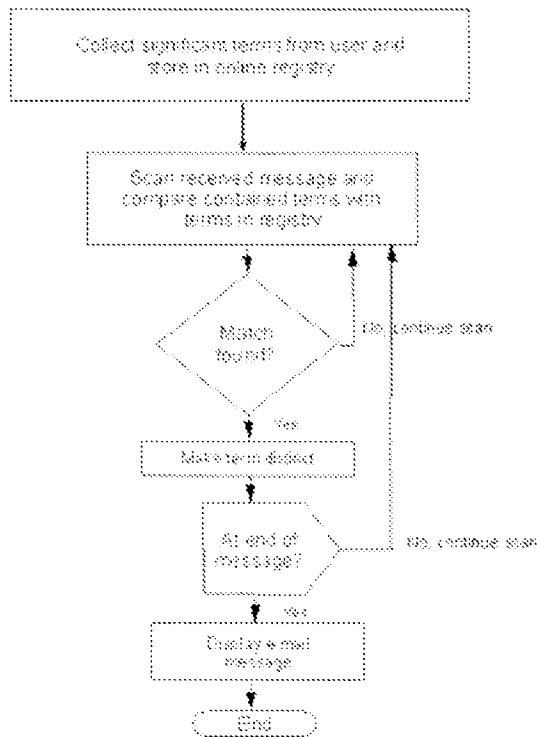 Collect significant terms from user and
store in online registry
Scan received message and
compare contained terms with
terms in registry
Match
found?
No, continue scan
Yes
Make term distinct
At end of
message?
No, continue scan
Yes
Display e-mail
message
End